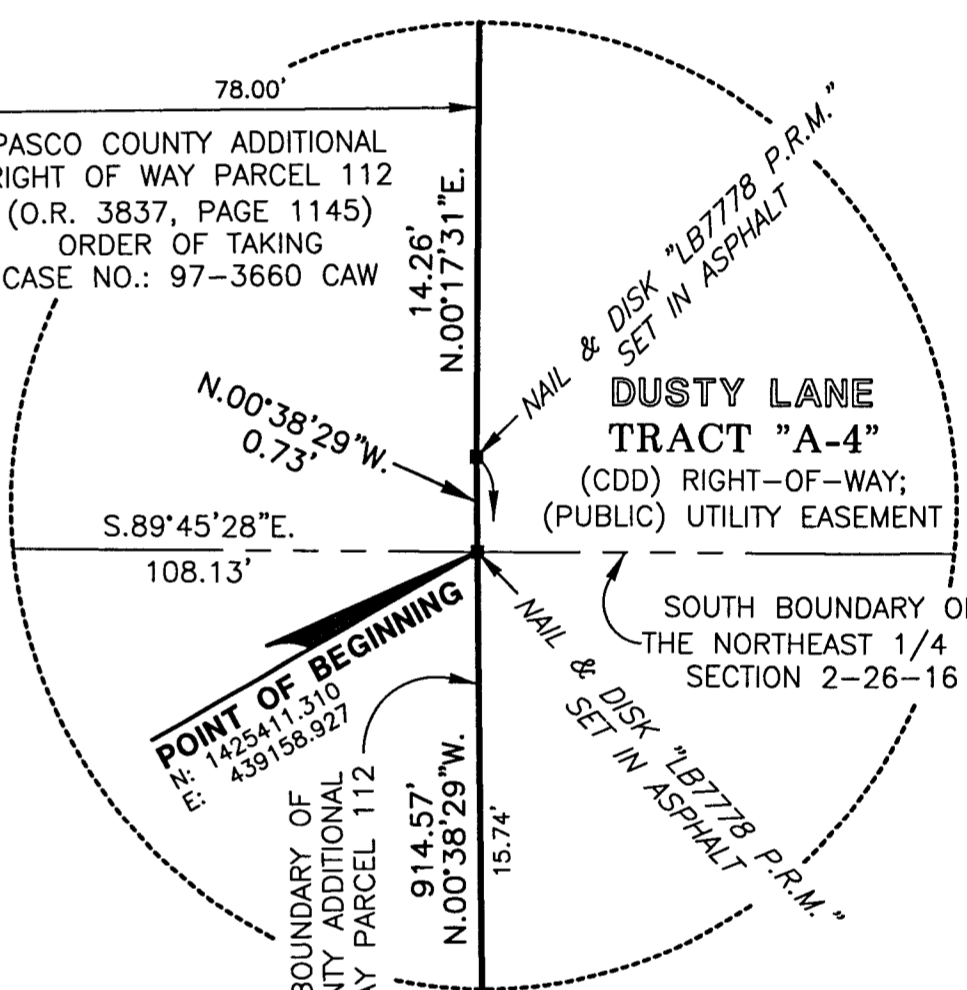 78.00'
PASCO COUNTY ADDITIONAL
RIGHT OF WAY PARCEL 112
(O.R. 3837, PAGE 1145)
ORDER OF TAKING
CASE NO.: 97-3660 CAW
14.26'
N.00°17'31"E.
NAIL & DISK "LB7778 P.R.M."
SET IN ASPHALT
N.00°38'29"W.
0.73'
DUSTY LANE
TRACT "A-4"
(CDD) RIGHT-OF-WAY;
(PUBLIC) UTILITY EASEMENT
S.89°45'28"E.
108.13'
SOUTH BOUNDARY
THE NORTHEAST 1/4
SECTION 2-26-16
POINT OF BEGINNING
N: 1425411.310
E: 439158.927
NAIL & DISK "LB7778 P.R.M."
SET IN ASPHALT
BOUNDARY OF
ADDITIONAL
PARCEL 112
914.57'
N.00°38'29"W.
15.74'